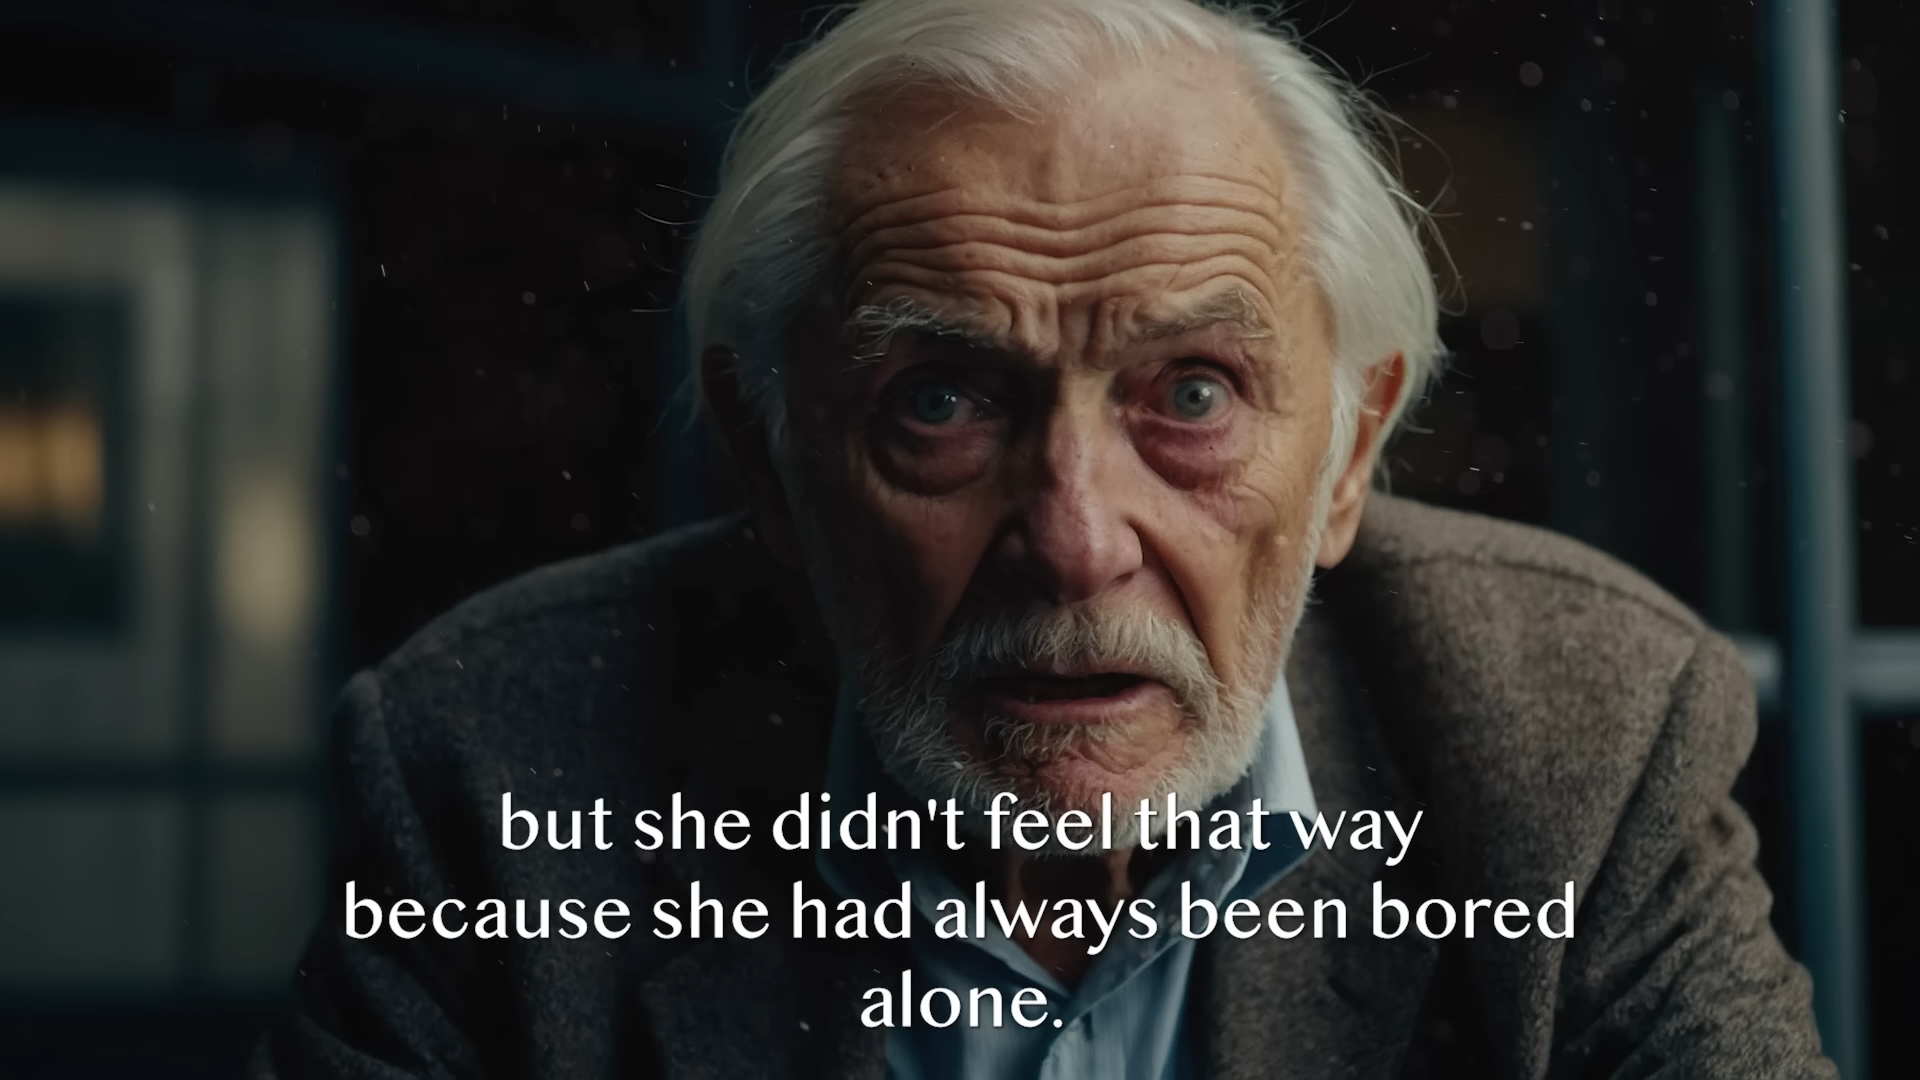 but she didn't feel that way
because she had always been bored
alone.